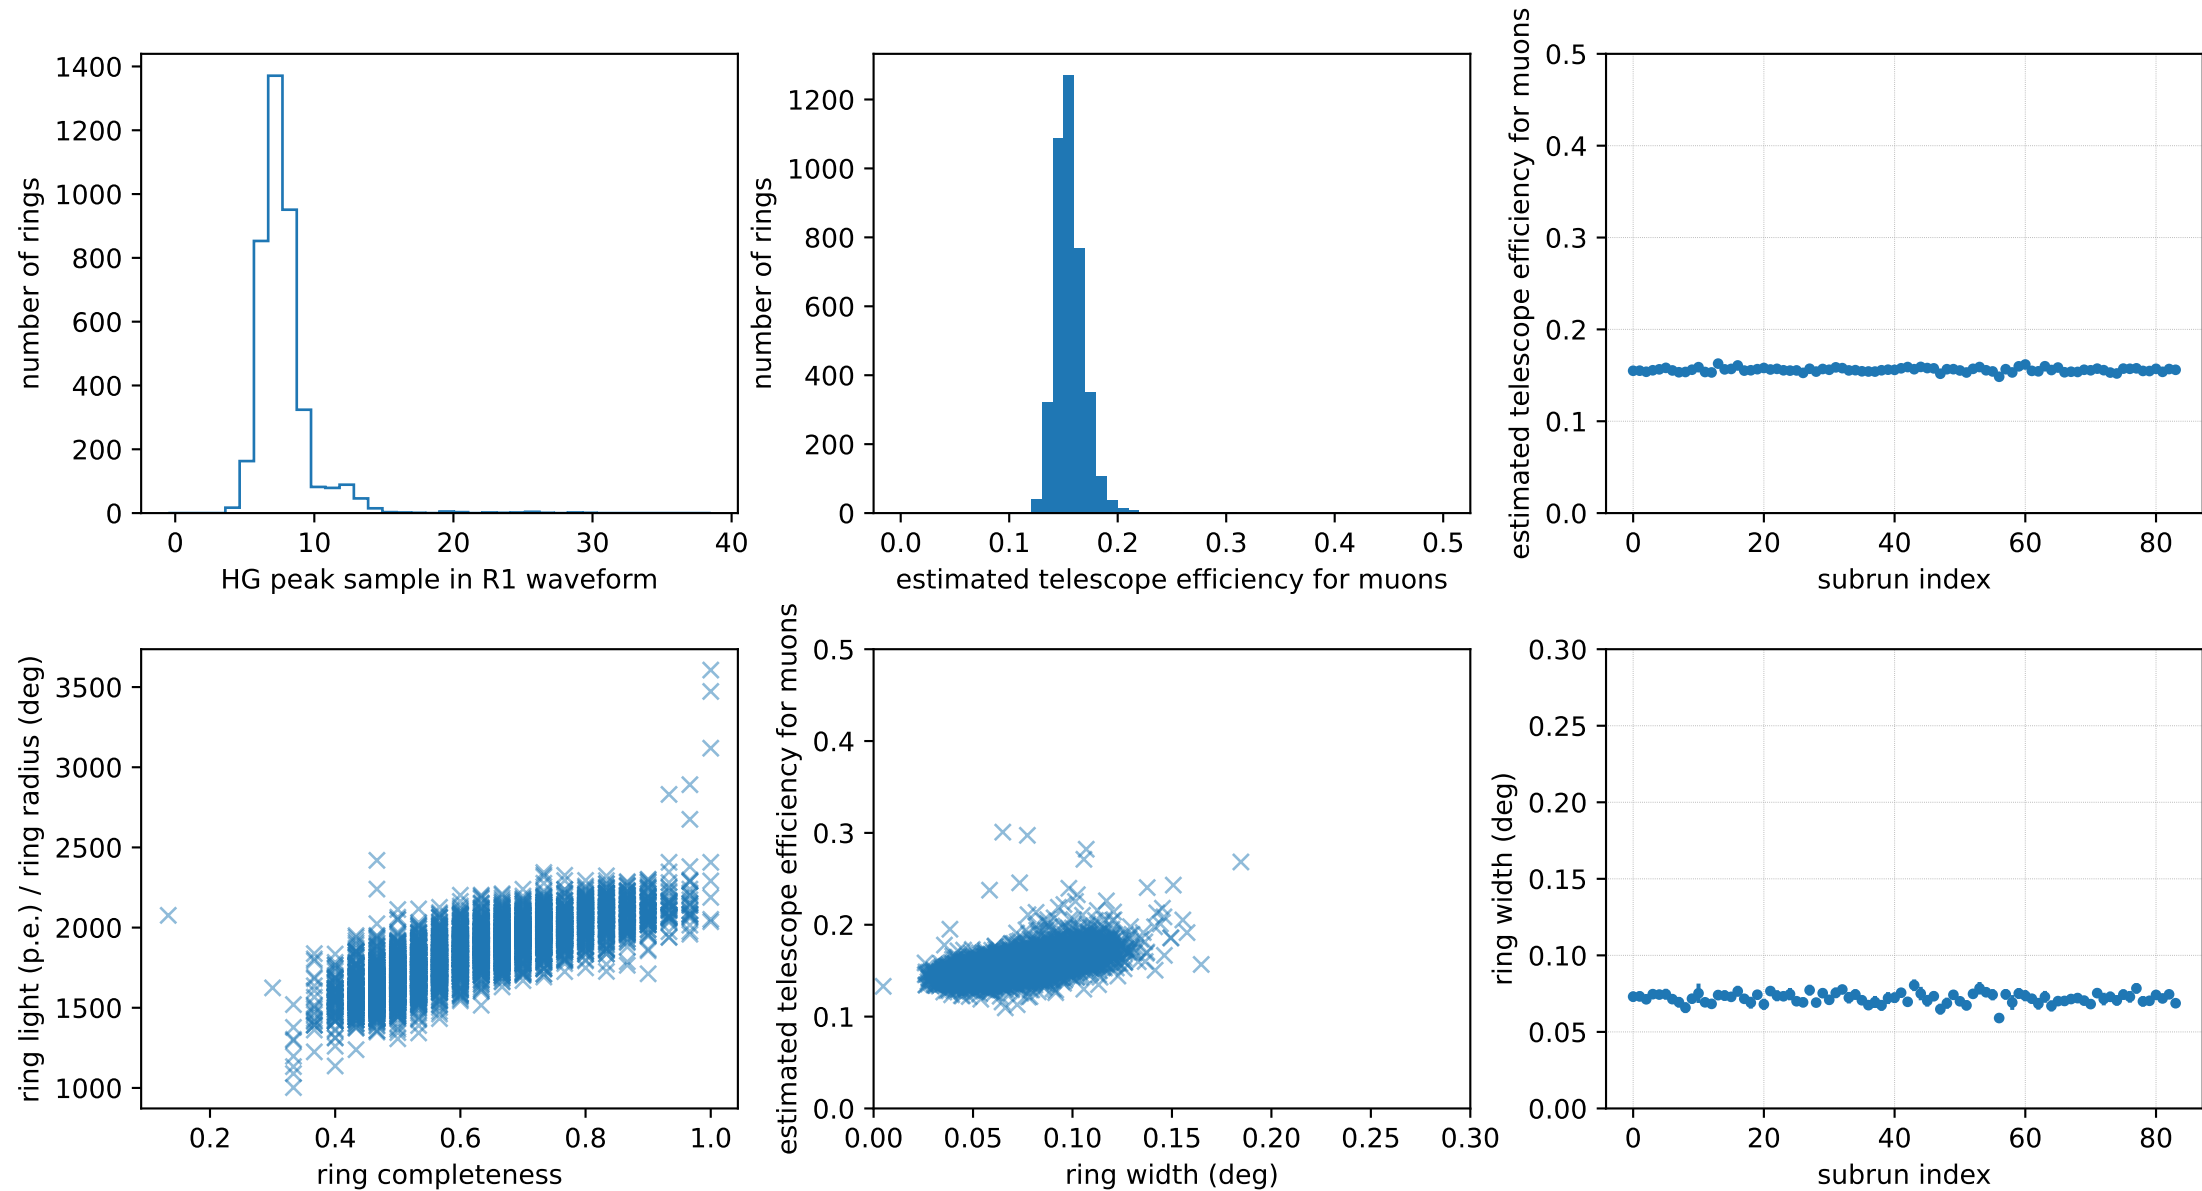 number of rings
1400
1200
1000
800
600
400
200
0
0 10 20 30 40
HG peak sample in R1 waveform
number of rings
1200
1000
800
600
400
200
0
0.0 0.1 0.2 0.3 0.4 0.5
estimated telescope efficiency for muons
estimated telescope efficiency for muons
0.5
0.4
0.3
0.2
0.1
0.0
0 20 40 60 80
subrun index
ring light (p.e.) / ring radius (deg)
3500
3000
2500
2000
1500
1000
0.2 0.4 0.6 0.8 1.0
ring completeness
estimated telescope efficiency for muons
0.5
0.4
0.3
0.2
0.1
0.0
0.00 0.05 0.10 0.15 0.20 0.25 0.30
ring width (deg)
ring width (deg)
0.30
0.25
0.20
0.15
0.10
0.05
0.00
0 20 40 60 80
subrun index